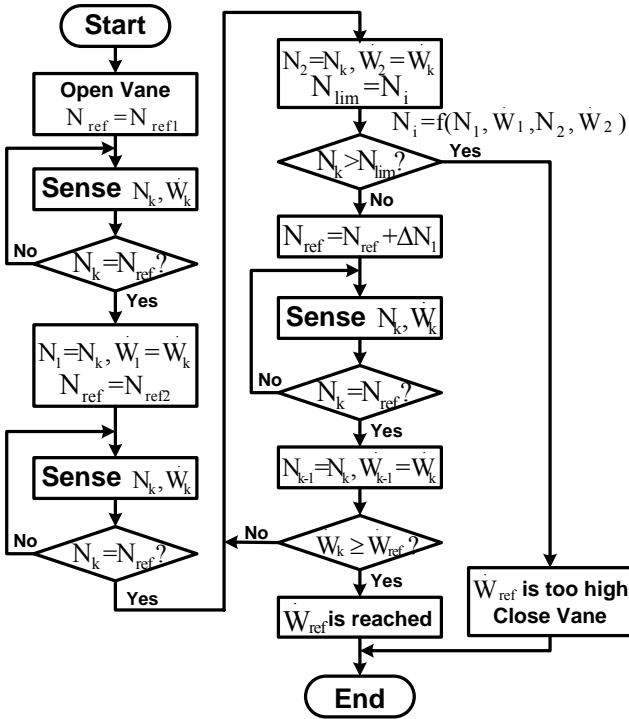 Start
Open Vane
N_ref=N_ref1
Sense N_k,Ẇ_k
No
N_k=N_ref?
Yes
N_1=N_k,Ẇ_1=Ẇ_k
N_ref=N_ref2
Sense N_k,Ẇ_k
No
N_k=N_ref?
Yes
N_2=N_k,Ẇ_2=Ẇ_k
N_lim=N_i
N_i=f(N_1,Ẇ_1,N_2,Ẇ_2)
N_k>N_lim?
Yes
No
N_ref=N_ref+ΔN_1
Sense N_k,Ẇ_k
No
N_k=N_ref?
Yes
N_k-1=N_k,Ẇ_k-1=Ẇ_k
No
Ẇ_k≥Ẇ_ref?
Yes
Ẇ_ref is reached
Ẇ_ref is too high
Close Vane
End